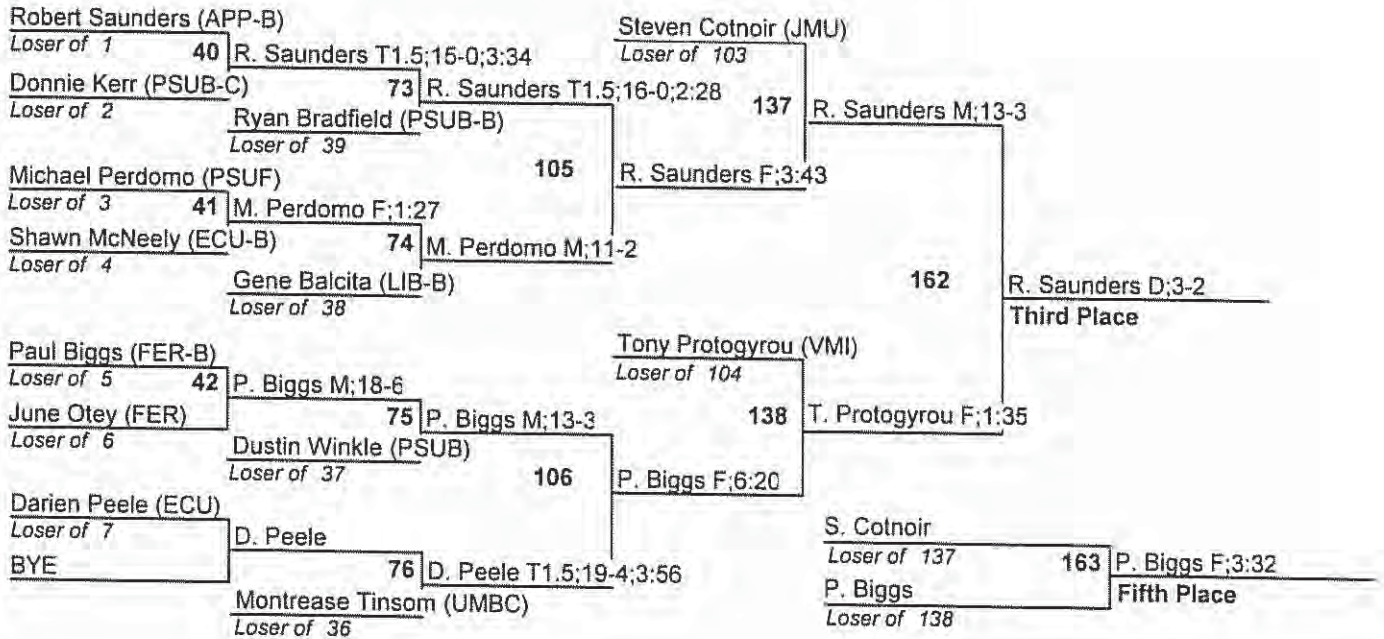 Robert Saunders (APP-B)
Loser of 1
40 R. Saunders T1.5;15-0;3:34
Donnie Kerr (PSUB-C)
Loser of 2
73 R. Saunders T1.5;16-0;2:28
Ryan Bradfield (PSUB-B)
Loser of 39
Michael Perdomo (PSUF)
Loser of 3
41 M. Perdomo F;1:27
Shawn McNeely (ECU-B)
Loser of 4
74 M. Perdomo M;11-2
Gene Balcita (LIB-B)
Loser of 38
105 R. Saunders F;3:43
Steven Cotnoir (JMU)
Loser of 103
137 R. Saunders M;13-3
Paul Biggs (FER-B)
Loser of 5
42 P. Biggs M;18-6
June Otey (FER)
Loser of 6
75 P. Biggs M;13-3
Dustin Winkle (PSUB)
Loser of 37
Darien Peele (ECU)
Loser of 7
D. Peele
BYE
76 D. Peele T1.5;19-4;3:56
Montrease Tinsom (UMBC)
Loser of 36
106 P. Biggs F;6:20
Tony Protogyrou (VMI)
Loser of 104
138 T. Protogyrou F;1:35
162 R. Saunders D;3-2
Third Place
S. Cotnoir
Loser of 137
163 P. Biggs F;3:32
P. Biggs
Fifth Place
Loser of 138